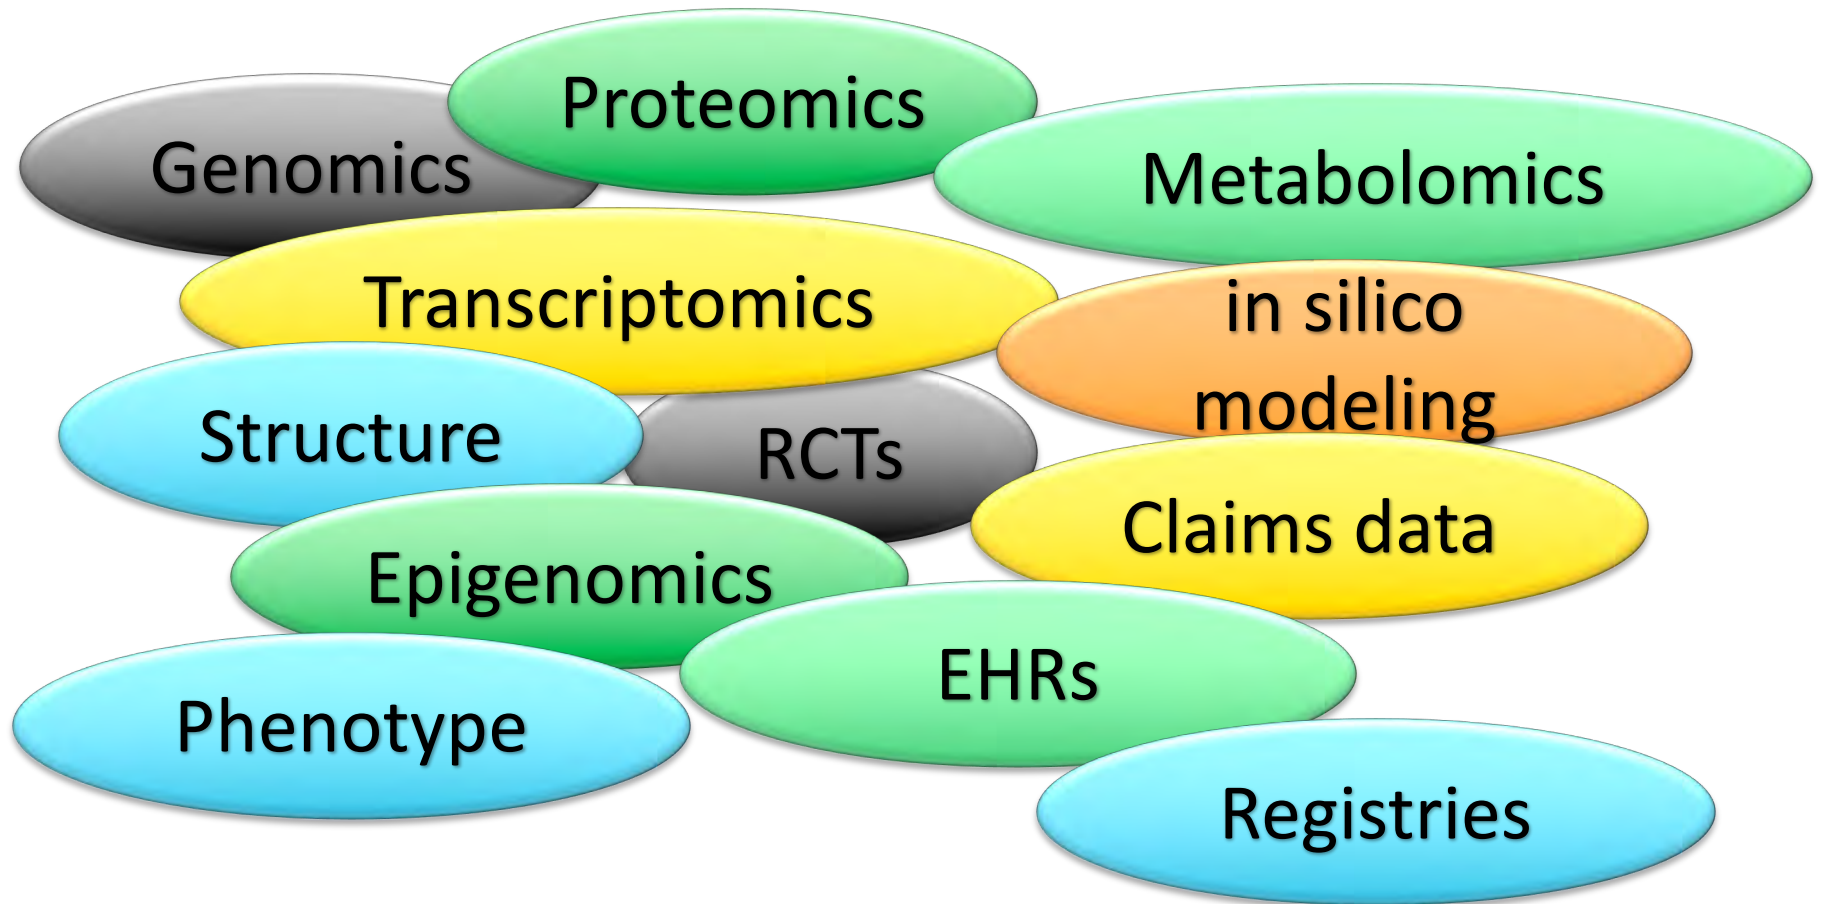 Proteomics
Genomics
Metabolomics
Transcriptomics
in silico
modeling
Structure
RCTs
Claims data
Epigenomics
EHRs
Phenotype
Registries